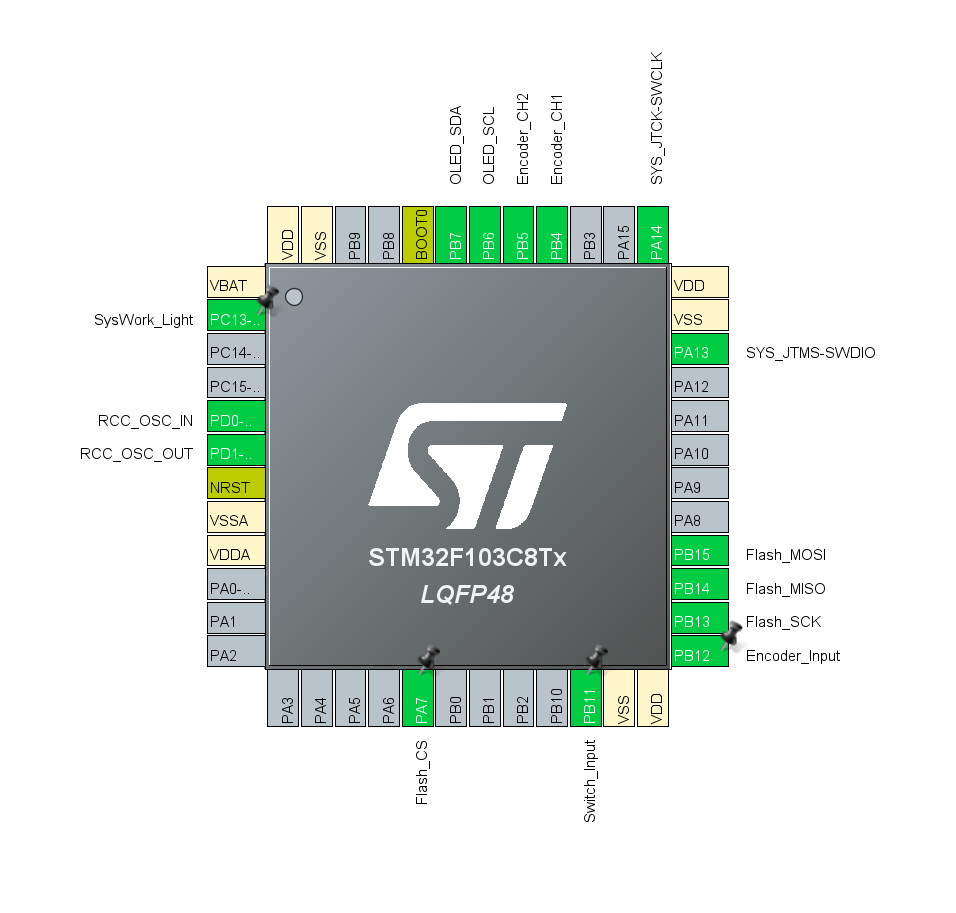 OLED_SDA
OLED_SCL
Encoder_CH2
Encoder_CH1
SYS_JTCK-SWCLK
VDD
VSS
PB9
PB8
BOOT0
PB7
PB6
PB5
PB4
PB3
PA15
PA14
VBAT
SysWork_Light PC13-..
PC14-..
PC15-..
RCC_OSC_IN PD0-..
RCC_OSC_OUT PD1-..
NRST
VSSA
VDDA
PA0-..
PA1
PA2
ST
STM32F103C8Tx
LQFP48
VDD
VSS
PA13 SYS_JTMS-SWDIO
PA12
PA11
PA10
PA9
PA8
PB15 Flash_MOSI
PB14 Flash_MISO
PB13 Flash_SCK
PB12 Encoder_Input
PA3
PA4
PA5
PA6
PA7
PB0
PB1
PB2
PB10
PB11
VSS
VDD
Flash_CS
Switch_Input